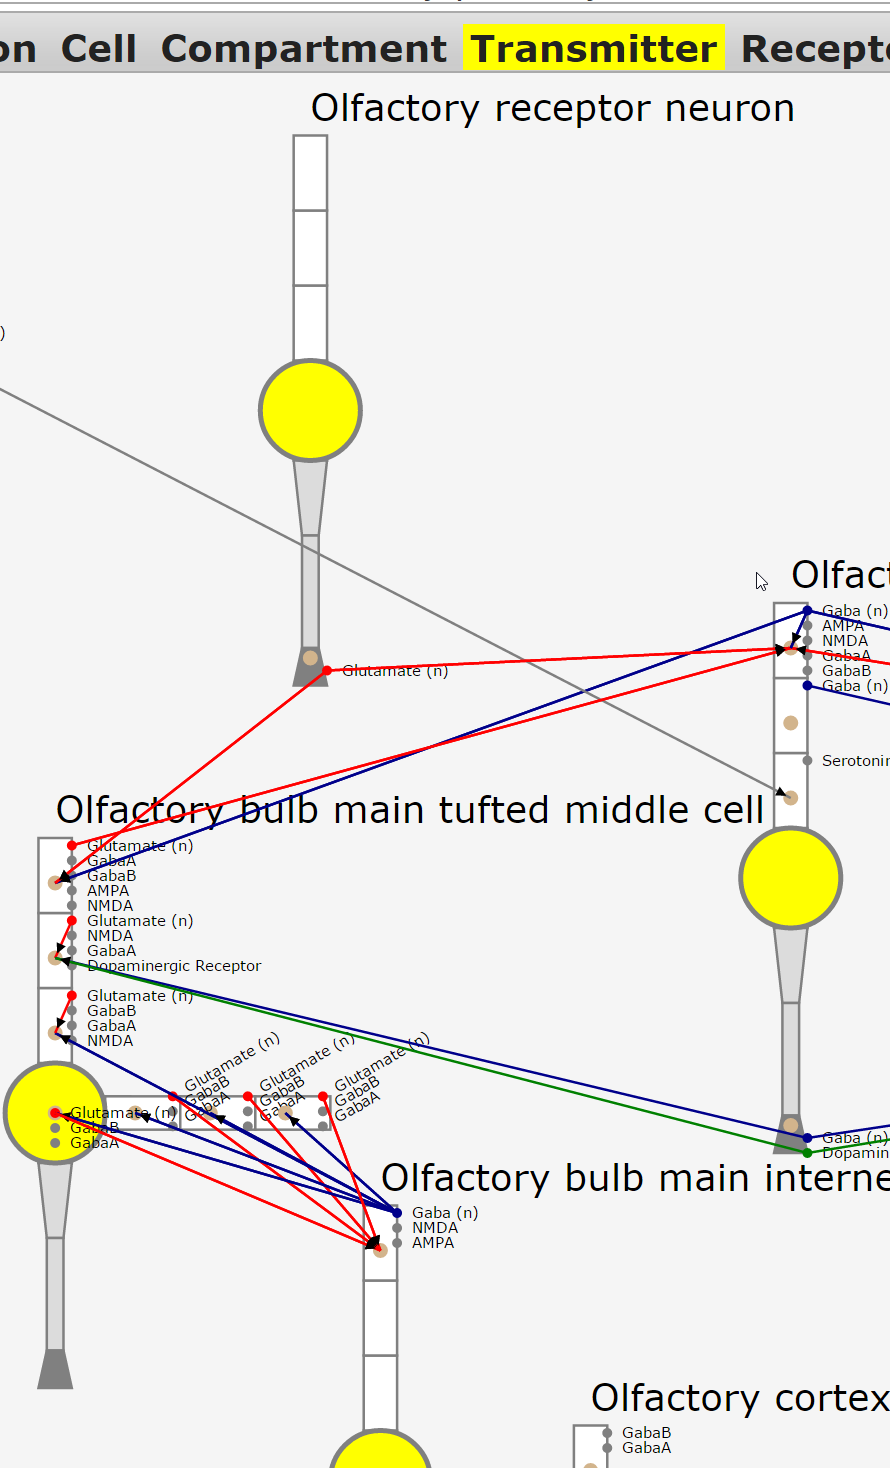 on Cell Compartment Transmitter Recepto
Olfactory receptor neuron
)
Olfact
Gaba (n)
AMPA
NMDA
GabaA
GabaB
Gaba (n)
Serotonin
Glutamate (n)
Olfactory bulb main tufted middle cell
Glutamate (n)
GabaA
GabaB
AMPA
NMDA
Glutamate (n)
NMDA
GabaA
Dopaminergic Receptor
Glutamate (n)
GabaB
GabaA
NMDA
Glutamate (n)
GabaB
GabaA
Glutamate (n)
GabaB
GabaA
Glutamate (n)
GabaB
GabaA
Glutamate (n)
GabaB
GabaA
Gaba (n)
Dopamin
Olfactory bulb main interne
Gaba (n)
NMDA
AMPA
Olfactory cortex
GabaB
GabaA